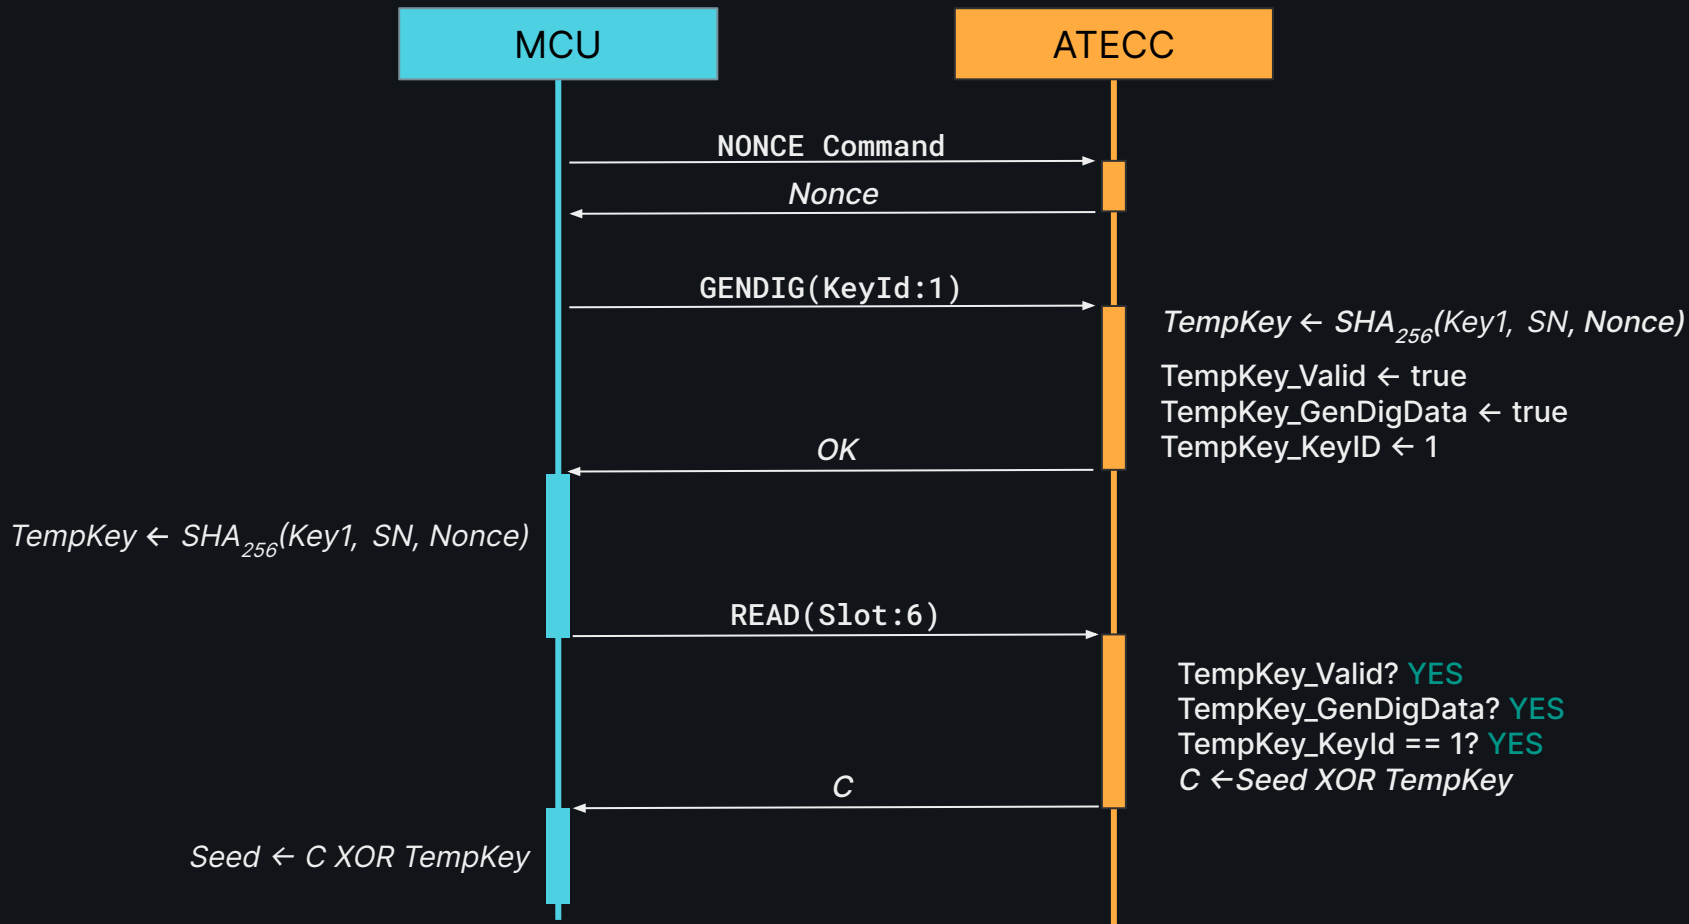 MCU
ATECC
NONCE Command
Nonce
GENDIG(KeyId:1)
TempKey ← SHA256(Key1, SN, Nonce)
TempKey_Valid ← true
TempKey_GenDigData ← true
TempKey_KeyID ← 1
OK
TempKey ← SHA256(Key1, SN, Nonce)
READ(Slot:6)
TempKey_Valid? YES
TempKey_GenDigData? YES
TempKey_KeyId == 1? YES
C ←Seed XOR TempKey
C
Seed ← C XOR TempKey